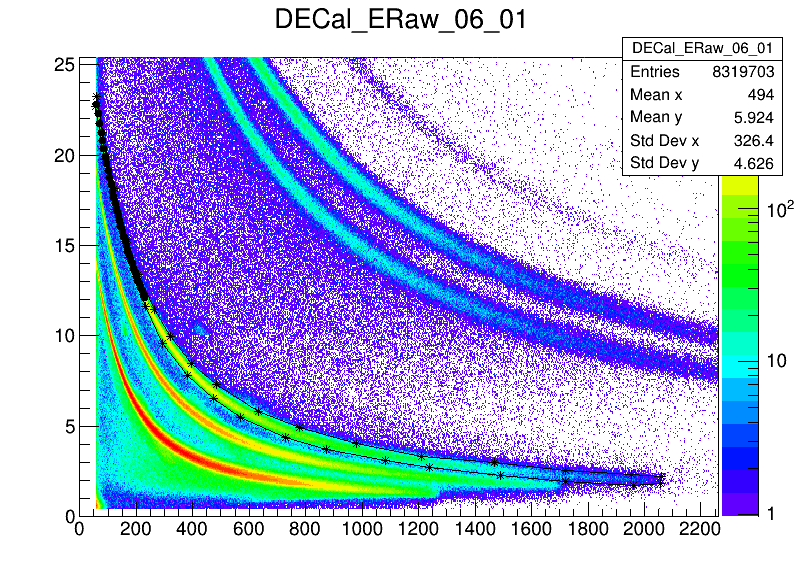 DECal_ERaw_06_01
DECal_ERaw_06_01
Entries 8319703
Mean x 494
Mean y 5.924
Std Dev x 326.4
Std Dev y 4.626
25
20
15
10
5
0
0 200 400 600 800 1000 1200 1400 1600 1800 2000 2200
10²
10
1